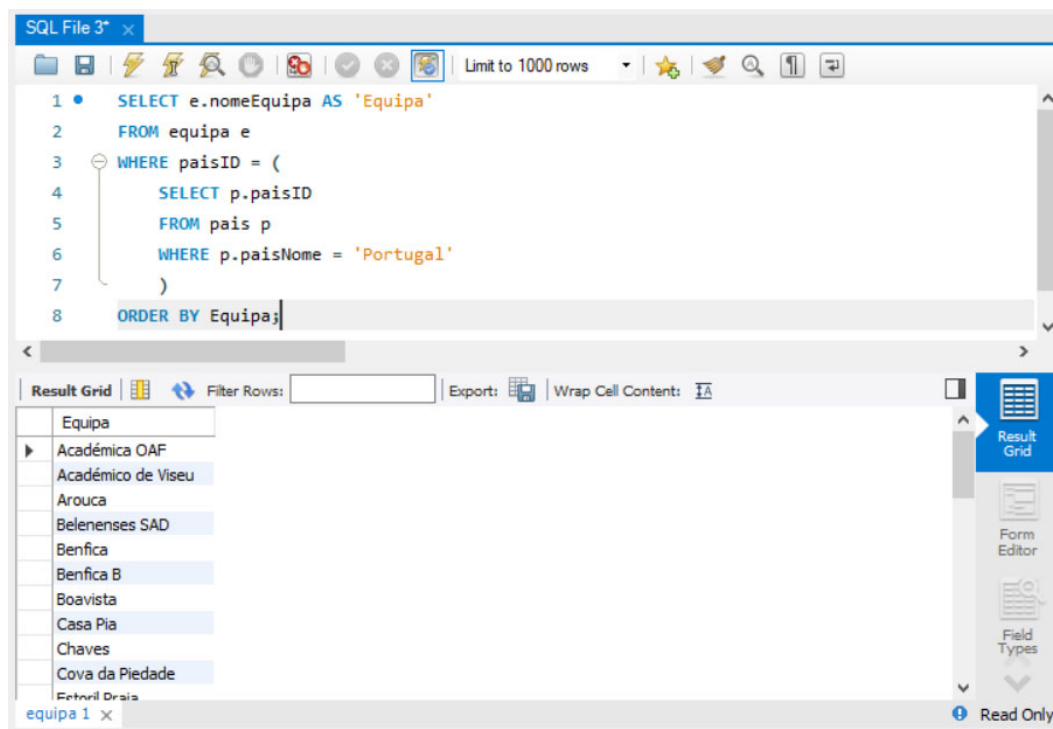 SQL File 3*
Limit to 1000 rows
1 SELECT e.nomeEquipa AS 'Equipa'
2 FROM equipa e
3 WHERE paisID = (
4 SELECT p.paisID
5 FROM pais p
6 WHERE p.paisNome = 'Portugal'
7 )
8 ORDER BY Equipa;
Result Grid Filter Rows: Export: Wrap Cell Content:
Equipa
Académica OAF
Académico de Viseu
Arouca
Belenenses SAD
Benfica
Benfica B
Boavista
Casa Pia
Chaves
Cova da Piedade
Estoril Praia
Result
Grid
Form
Editor
Field
Types
equipa 1
Read Only